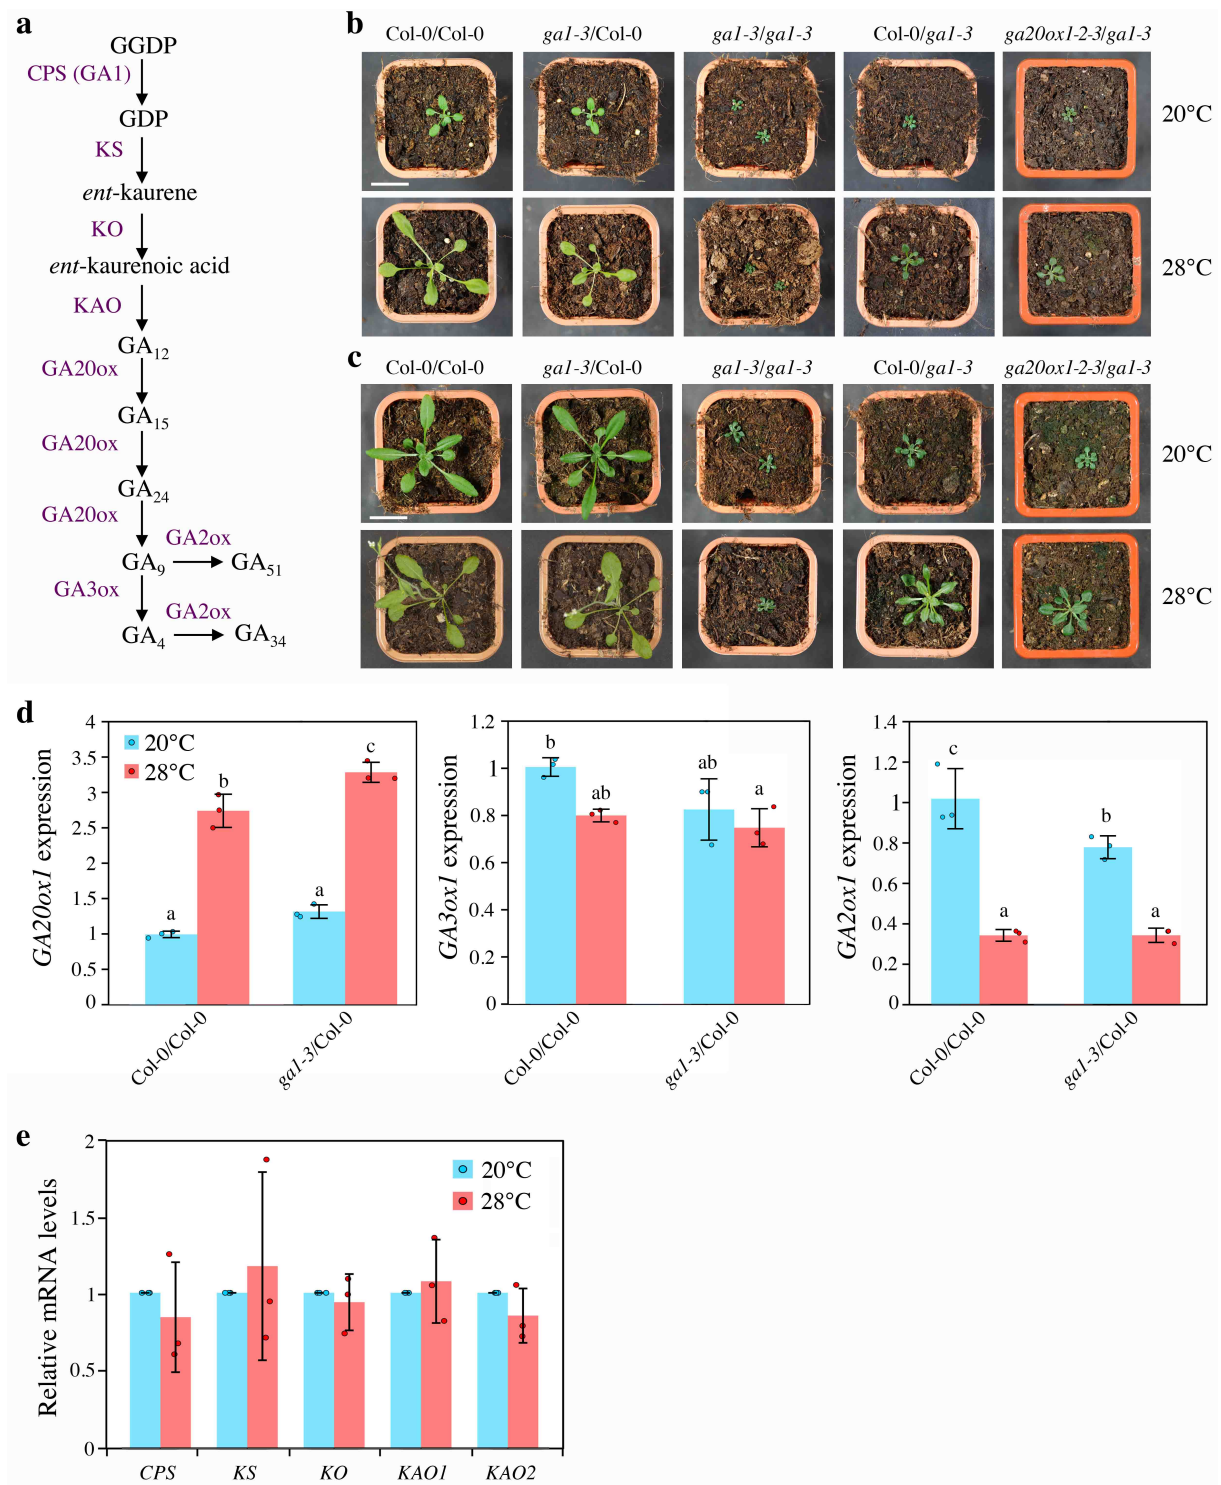 a
GGDP
CPS (GA1)
GDP
KS
ent-kaurene
KO
ent-kaurenoic acid
KAO
GA12
GA20ox
GA15
GA20ox
GA24
GA20ox
GA2ox
GA9
GA51
GA3ox
GA2ox
GA4
GA34
b
Col-0/Col-0 ga1-3/Col-0 ga1-3/ga1-3 Col-0/ga1-3 ga20ox1-2-3/ga1-3
20°C
28°C
c
Col-0/Col-0 ga1-3/Col-0 ga1-3/ga1-3 Col-0/ga1-3 ga20ox1-2-3/ga1-3
20°C
28°C
d
GA20ox1 expression
4
3.5
3
2.5
2
1.5
1
0.5
0
20°C
28°C
a
b
a
c
Col-0/Col-0
ga1-3/Col-0
GA3ox1 expression
1.2
1
0.8
0.6
0.4
0.2
0
b
ab
ab
a
Col-0/Col-0
ga1-3/Col-0
GA2ox1 expression
1.4
1.2
1
0.8
0.6
0.4
0.2
0
c
a
b
a
Col-0/Col-0
ga1-3/Col-0
e
Relative mRNA levels
2
1.5
1
0.5
0
20°C
28°C
CPS KS KO KAO1 KAO2